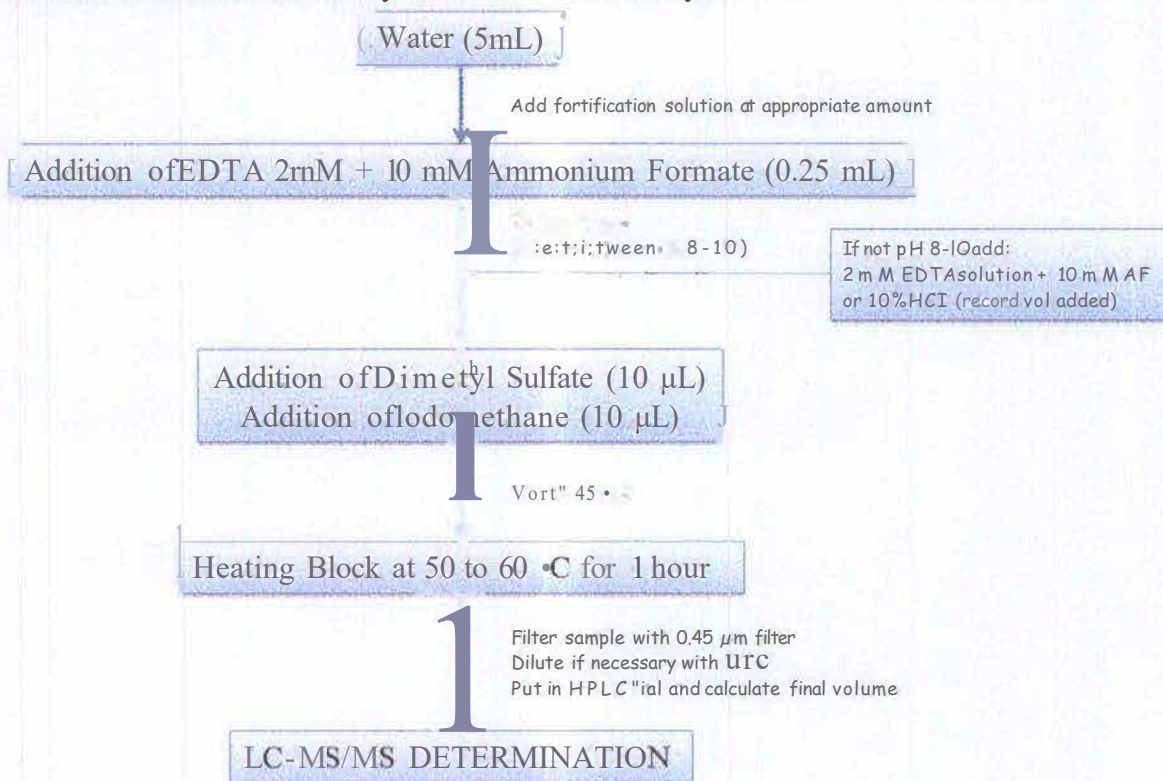 Water (5mL)
Add fortification solution at appropriate amount
Addition ofEDTA 2rnM + 10 mM Ammonium Formate (0.25 mL)
:e:t;i;tween· 8-10)
If not pH 8-lOadd:
2 m M EDTAsolution + 10 m M AF
or 10%HCI (record vol added)
Addition ofDimethyl Sulfate (10 µL)
Addition ofIodomethane (10 µL)
Vort" 45 •
Heating Block at 50 to 60 •C for 1 hour
Filter sample with 0.45 µm filter
Dilute if necessary with urc
Put in HPLC "ial and calculate final volume
LC-MS/MS DETERMINATION